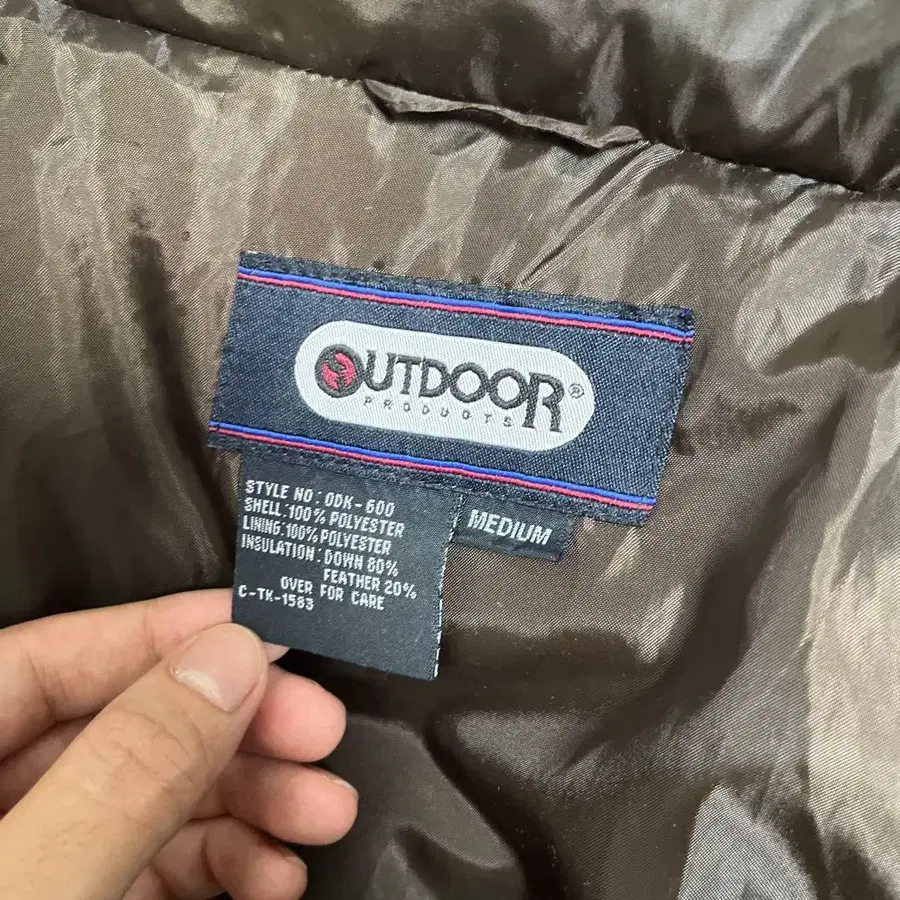 OUTDOOR®
PRODUCTS
MEDIUM
STYLE NO: ODK-600
SHELL:100% POLYESTER
LINING:100% POLYESTER
INSULATION: DOWN 80%
FEATHER 20%
OVER FOR CARE
C-TK-1583